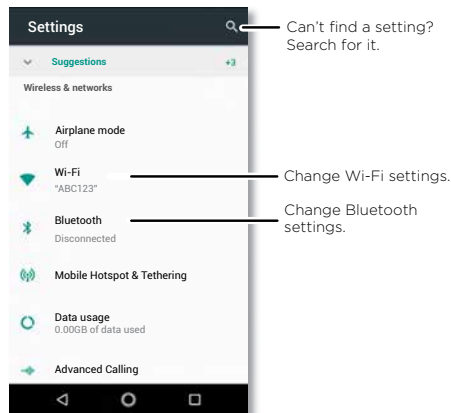 Settings
Can't find a setting?
Search for it.
Suggestions +3
Wireless & networks
Airplane mode
Off
Wi-Fi
"ABC123"
Change Wi-Fi settings.
Bluetooth
Disconnected
Change Bluetooth
settings.
Mobile Hotspot & Tethering
Data usage
0.00GB of data used
Advanced Calling